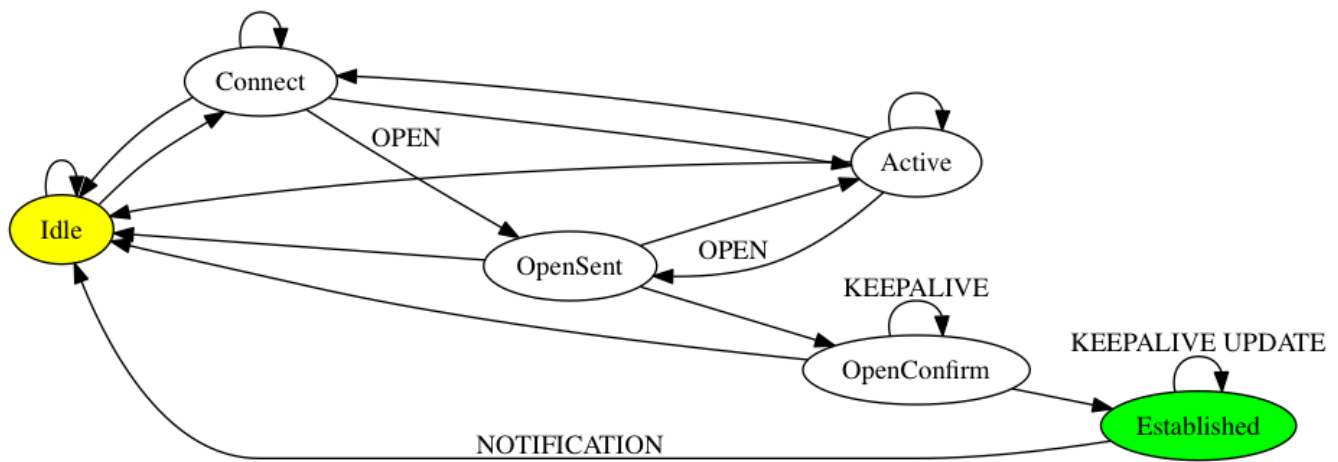 Connect
OPEN
Active
Idle
OPEN
OpenSent
KEEPALIVE
KEEPALIVE UPDATE
OpenConfirm
Established
NOTIFICATION